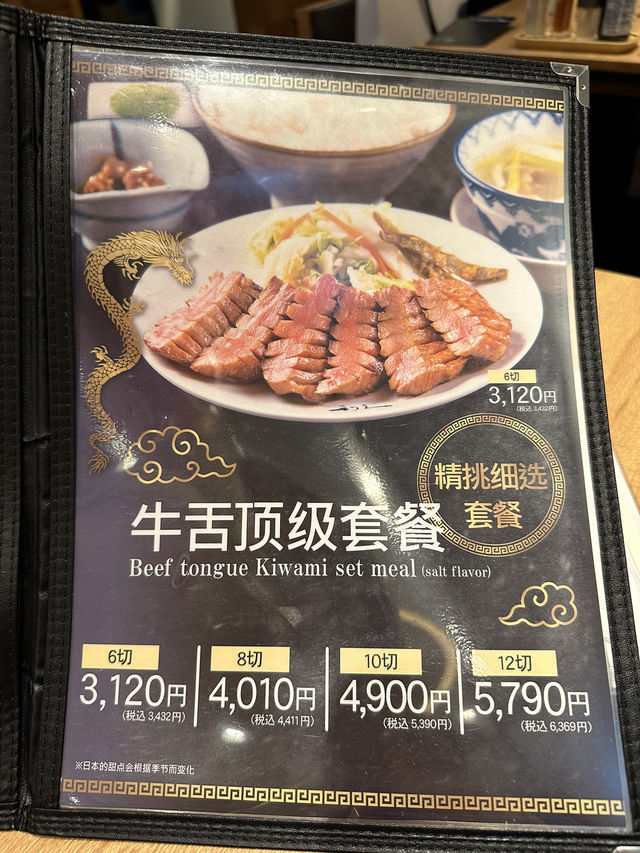 6切
3,120円
(税込 3,432円)
精挑细选
套餐
牛舌顶级套餐
Beef tongue Kiwami set meal (salt flavor)
6切
3,120円
(税込 3,432円)
8切
4,010円
(税込 4,411円)
10切
4,900円
(税込 5,390円)
12切
5,790円
(税込 6,369円)
※日本的甜点会根据季节而变化